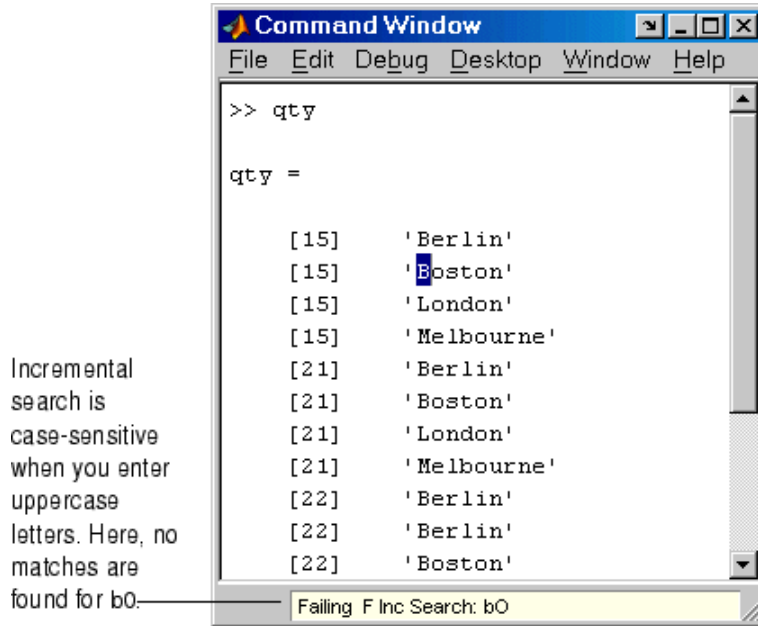 Command Window
File Edit Debug Desktop Window Help
>> qty
qty =
[15] 'Berlin'
[15] 'Boston'
[15] 'London'
[15] 'Melbourne'
[21] 'Berlin'
[21] 'Boston'
[21] 'London'
[21] 'Melbourne'
[22] 'Berlin'
[22] 'Berlin'
[22] 'Boston'
Failing F Inc Search: bO
Incremental
search is
case-sensitive
when you enter
uppercase
letters. Here, no
matches are
found for bO.